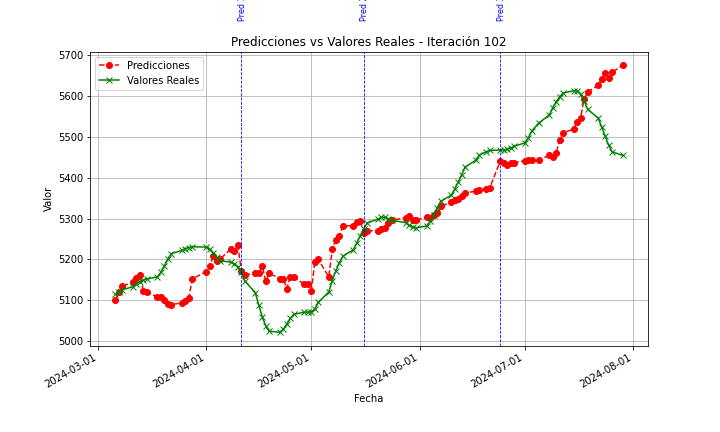 Pred
Pred
Pred
Predicciones vs Valores Reales - Iteración 102
Predicciones
Valores Reales
5700
5600
5500
5400
5300
5200
5100
5000
Valor
2024-03-01
2024-04-01
2024-05-01
2024-06-01
2024-07-01
2024-08-01
Fecha